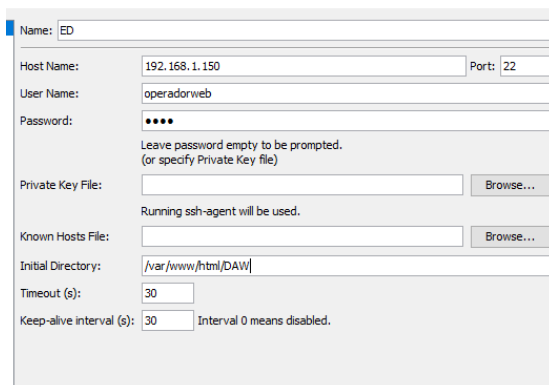 Name: ED
Host Name: 192.168.1.150 Port: 22
User Name: operadorweb
Password: ●●●●
Leave password empty to be prompted.
(or specify Private Key file)
Private Key File: Browse...
Running ssh-agent will be used.
Known Hosts File: Browse...
Initial Directory: /var/www/html/DAW
Timeout (s): 30
Keep-alive interval (s): 30 Interval 0 means disabled.